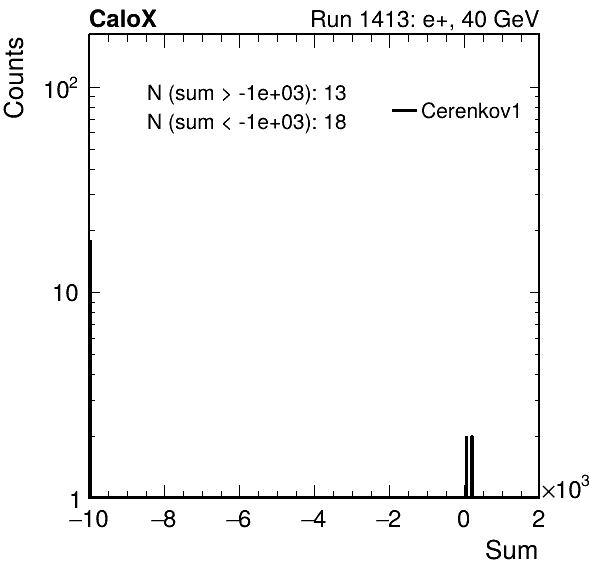 CaloX Run 1413: e+, 40 GeV
Counts
10²
N (sum > -1e+03): 13
N (sum < -1e+03): 18
Cerenkov1
10
1
−10 −8 −6 −4 −2 0 2
×10³
Sum